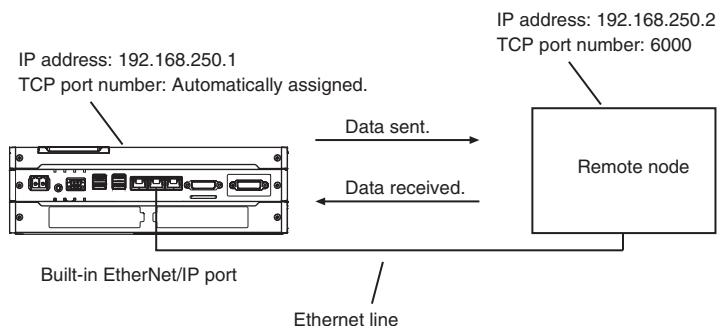 IP address: 192.168.250.2
TCP port number: 6000
IP address: 192.168.250.1
TCP port number: Automatically assigned.
Data sent.
Remote node
Data received.
Built-in EtherNet/IP port
Ethernet line